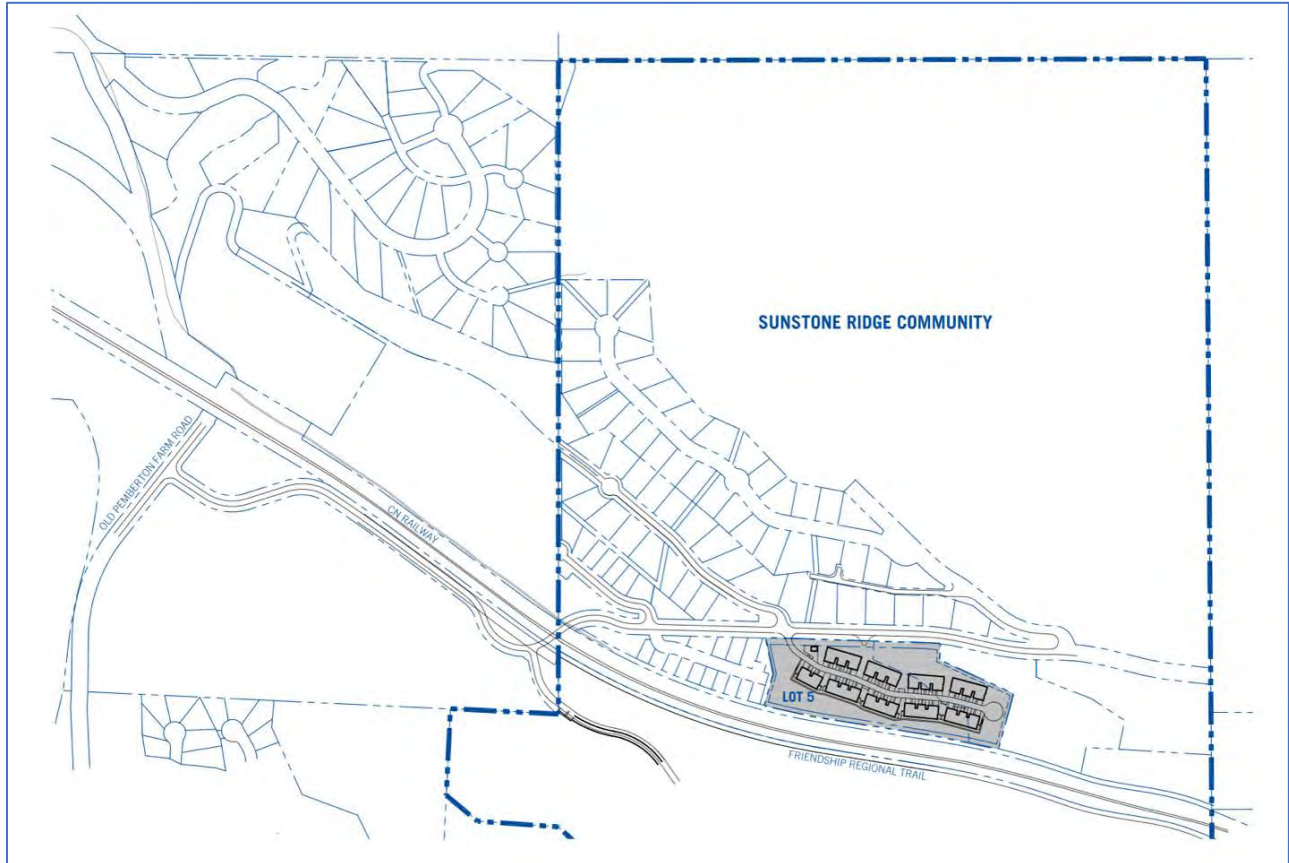 SUNSTONE RIDGE COMMUNITY
OLD PEMBERTON FARM ROAD
CN RAILWAY
LOT 5
FRIENDSHIP REGIONAL TRAIL